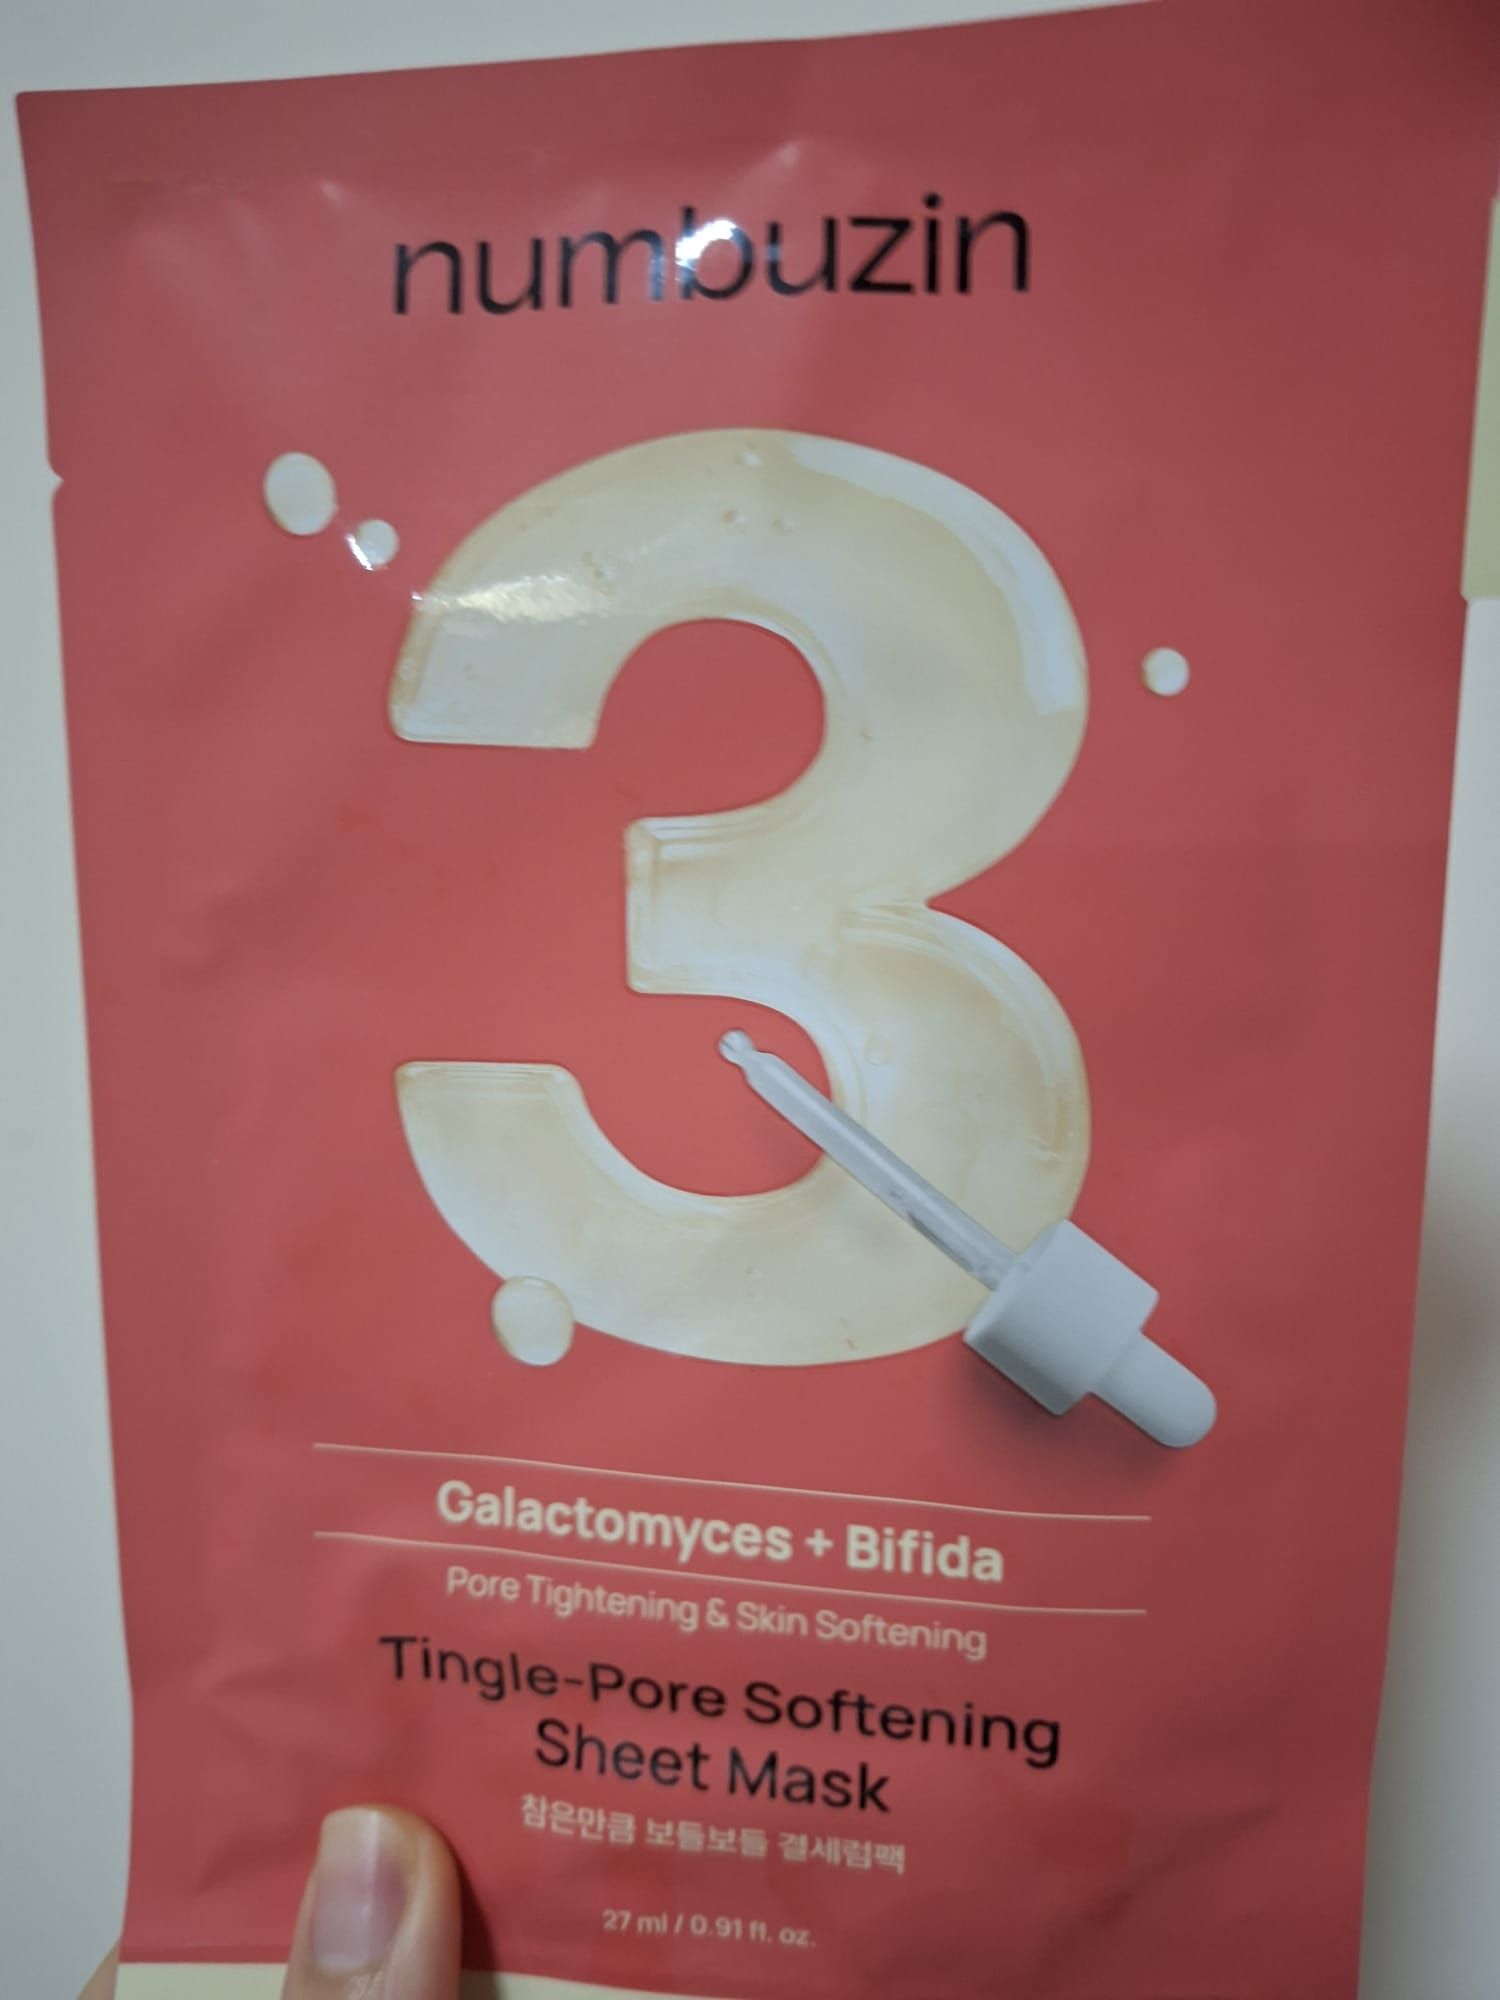 numbuzin
3
Galactomyces + Bifida
Pore Tightening & Skin Softening
Tingle-Pore Softening
Sheet Mask
참은만큼 보들보들 결세럼팩
27 ml / 0.91 fl. oz.